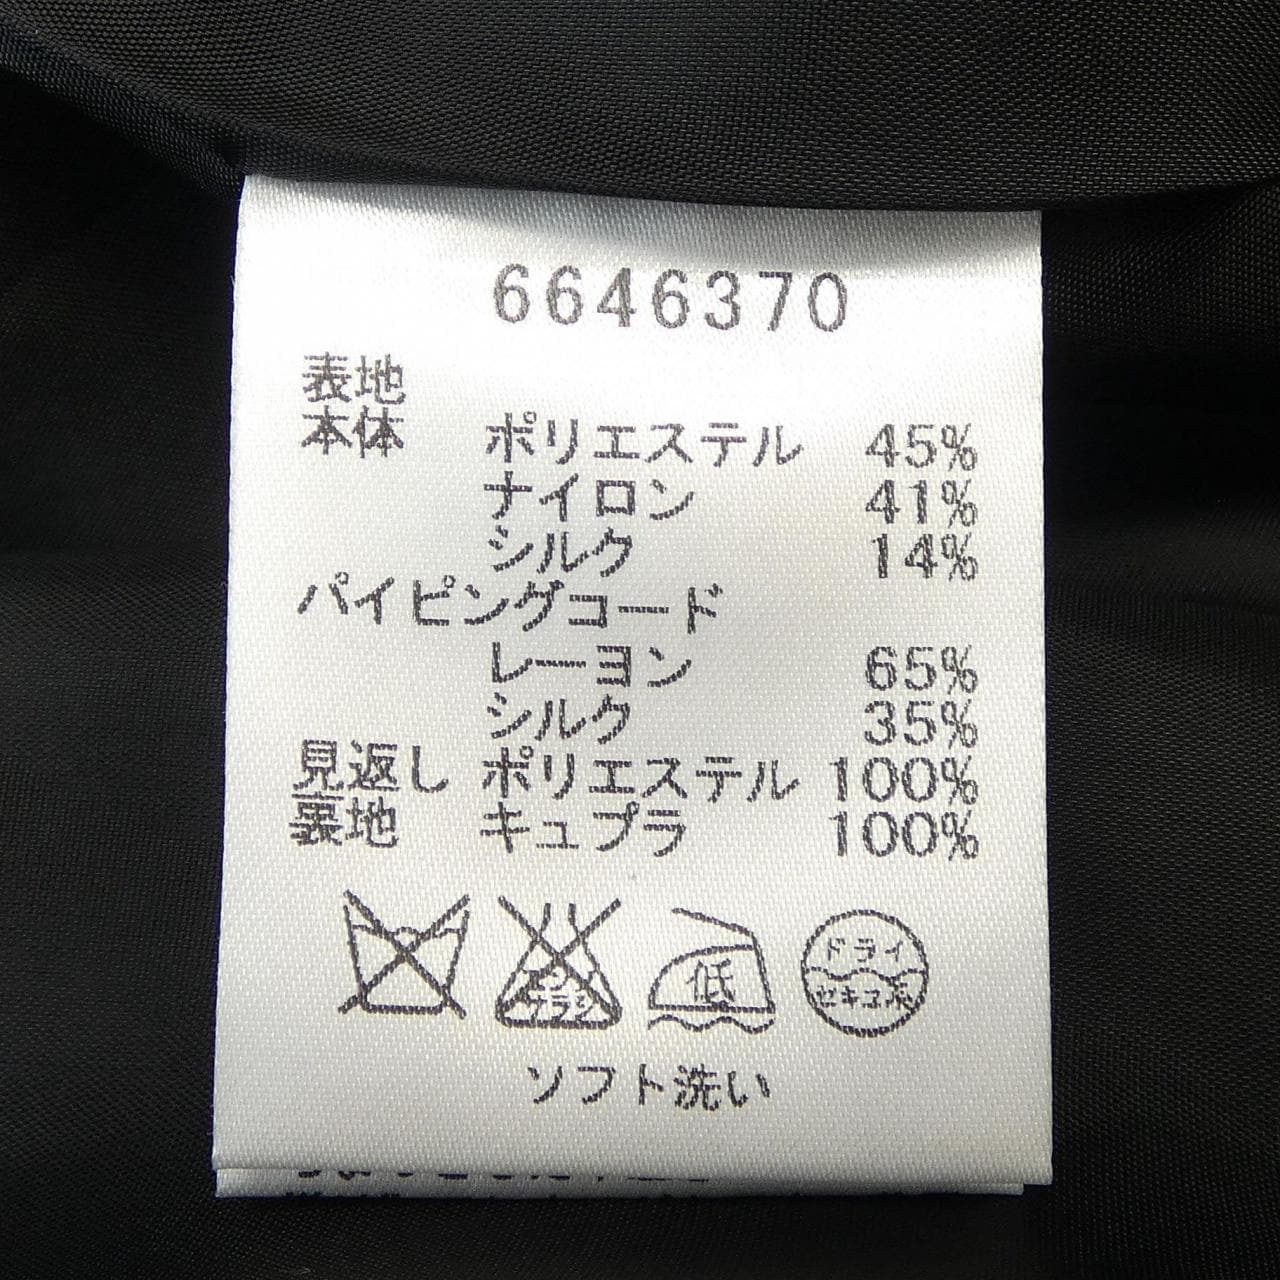 6646370
表地
本体 ポリエステル 45%
ナイロン 41%
シルク 14%
パイピングコード
レーヨン 65%
シルク 35%
見返し ポリエステル 100%
裏地 キュプラ 100%
低
ドライ
セキユ系
ソフト洗い